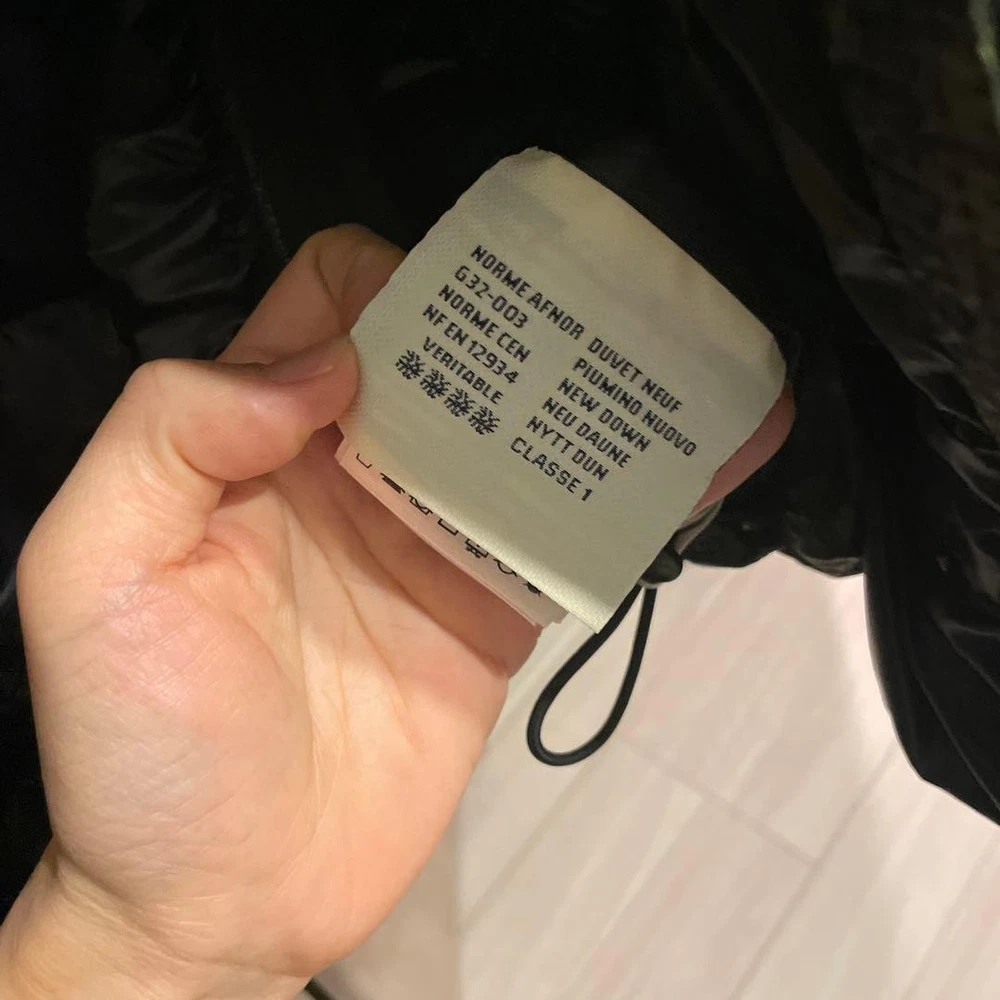 NORME AFNOR
G32-003
NORME CEN
NF EN 12934
VERITABLE
DUVET NEUF
PIUMINO NUOVO
NEW DOWN
NEU DAUNE
NYTT DUN
CLASSE 1